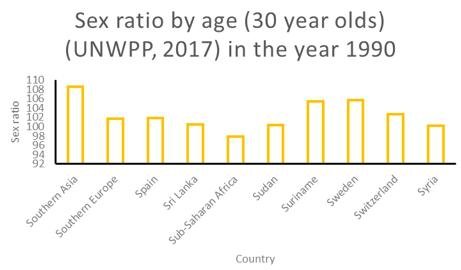 Sex ratio by age (30 year olds)
(UNWPP, 2017) in the year 1990
110
108
106
104
102
100
98
96
94
92
Sex ratio
Southern Asia
Southern Europe
Spain
Sri Lanka
Sub-Saharan Africa
Sudan
Suriname
Sweden
Switzerland
Syria
Country